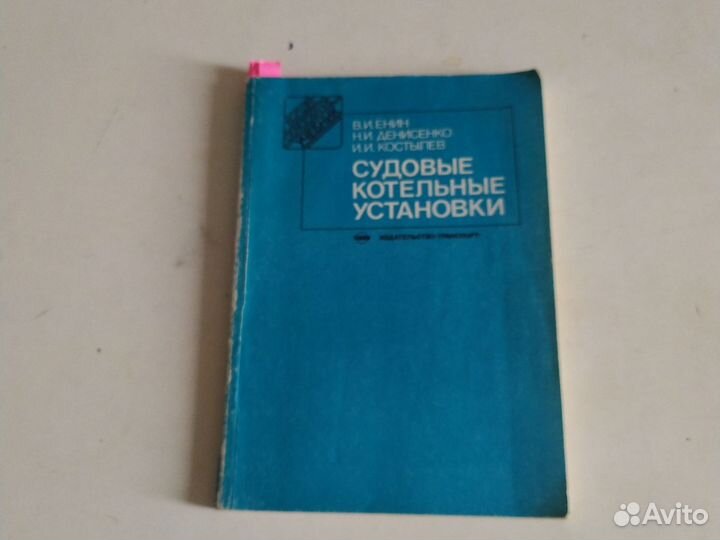 В.И.ЕНИН
Н.И.ДЕНИСЕНКО
И.И.КОСТЫЛЕВ
СУДОВЫЕ
КОТЕЛЬНЫЕ
УСТАНОВКИ
ИЗДАТЕЛЬСТВО «ТРАНСПОРТ»
Avito